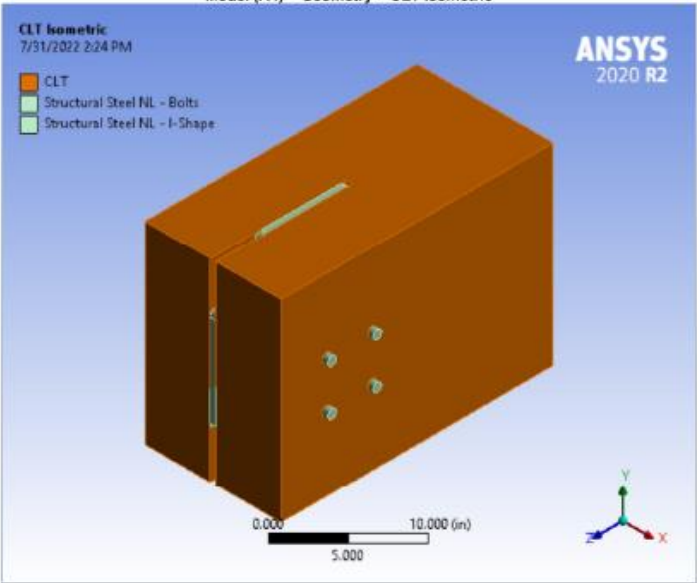 CLT Isometric
7/31/2022 2:24 PM
CLT
Structural Steel NL - Bolts
Structural Steel NL - I-Shape
ANSYS
2020 R2
0.000
10.000 (in)
5.000
Y
Z
X